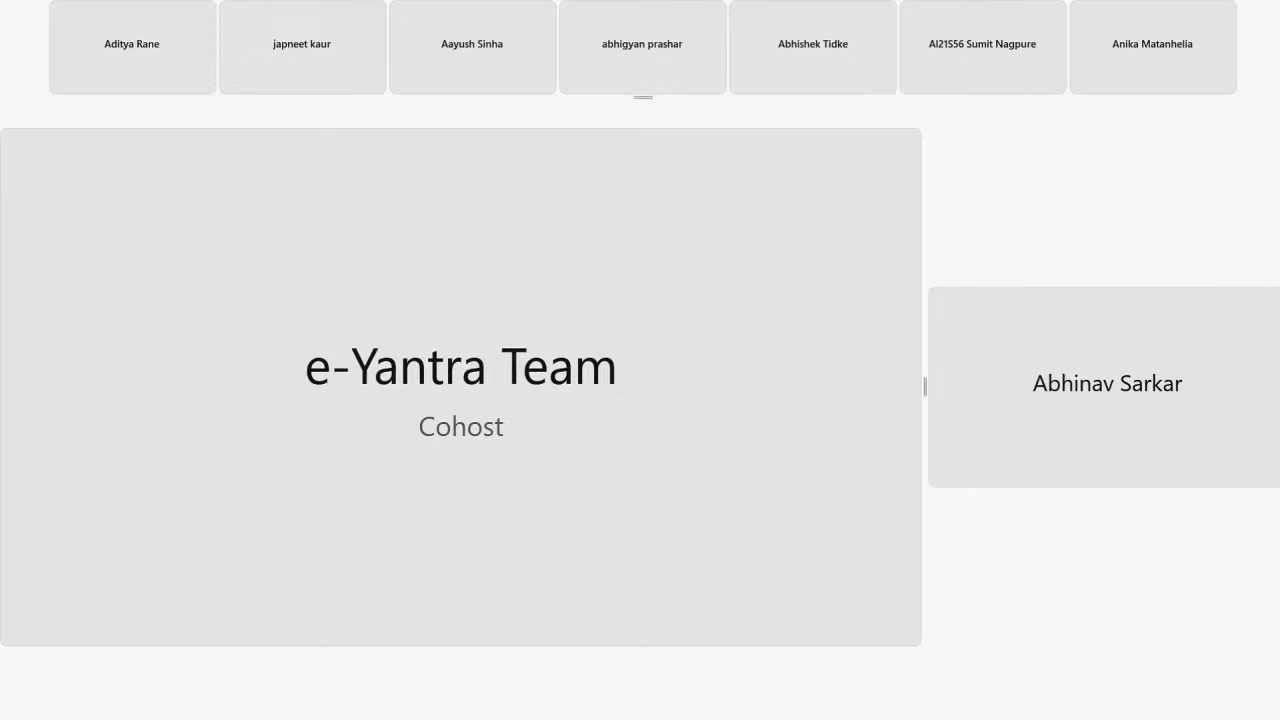 Aditya Rane
japneet kaur
Aayush Sinha
abhigyan prashar
Abhishek Tidke
AI21S56 Sumit Nagpure
Anika Matanhelia
e-Yantra Team
Cohost
Abhinav Sarkar